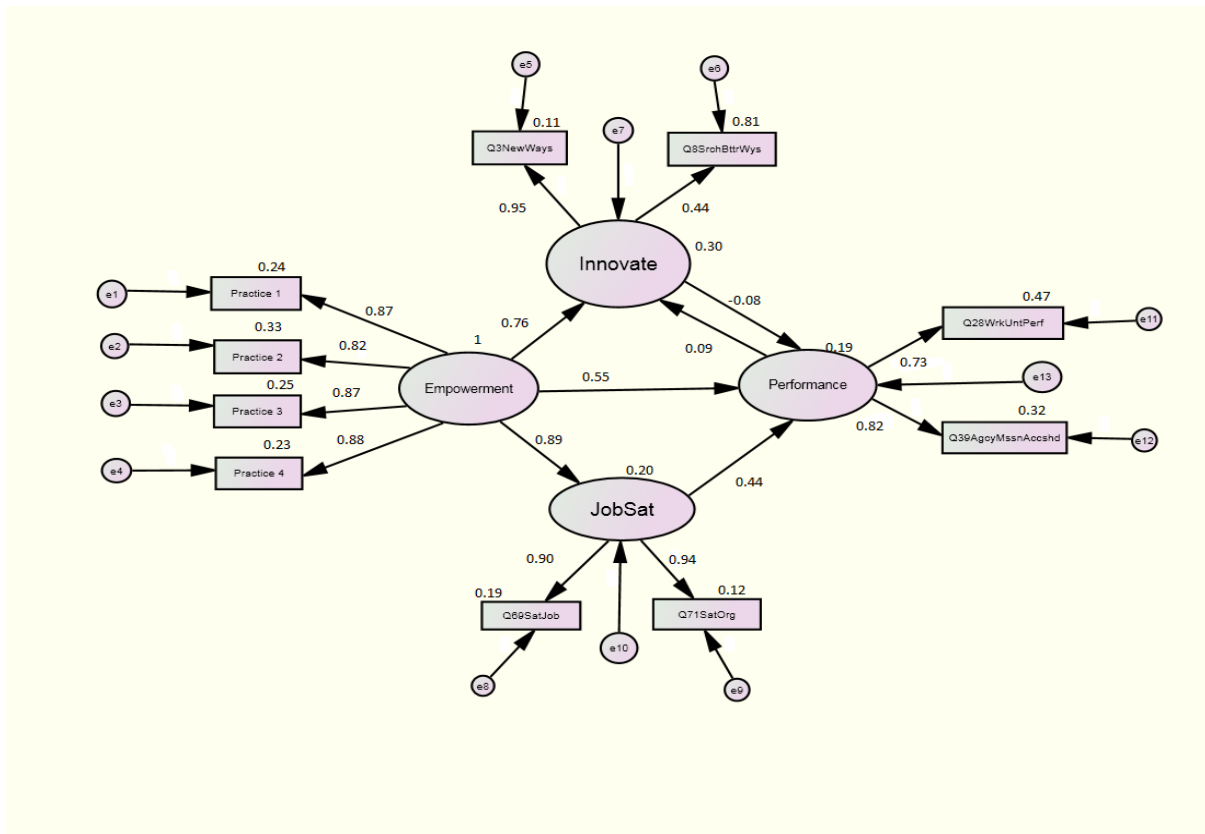 e5
e6
0.11
0.81
e7
Q3NewWays
Q8SrchBttrWys
0.95
0.44
0.30
Innovate
0.24
e1
Practice 1
0.87
0.76
-0.08
0.47
Q28WrkUntPerf
e11
0.33
e2
Practice 2
0.82
1
0.09
0.19
0.73
0.25
Empowerment
0.55
Performance
e13
e3
Practice 3
0.87
0.82
0.32
0.23
0.88
0.89
Q39AgcyMssnAccshd
e12
e4
Practice 4
0.20
0.44
JobSat
0.90
0.94
0.19
0.12
Q69SatJob
Q71SatOrg
e10
e8
e9